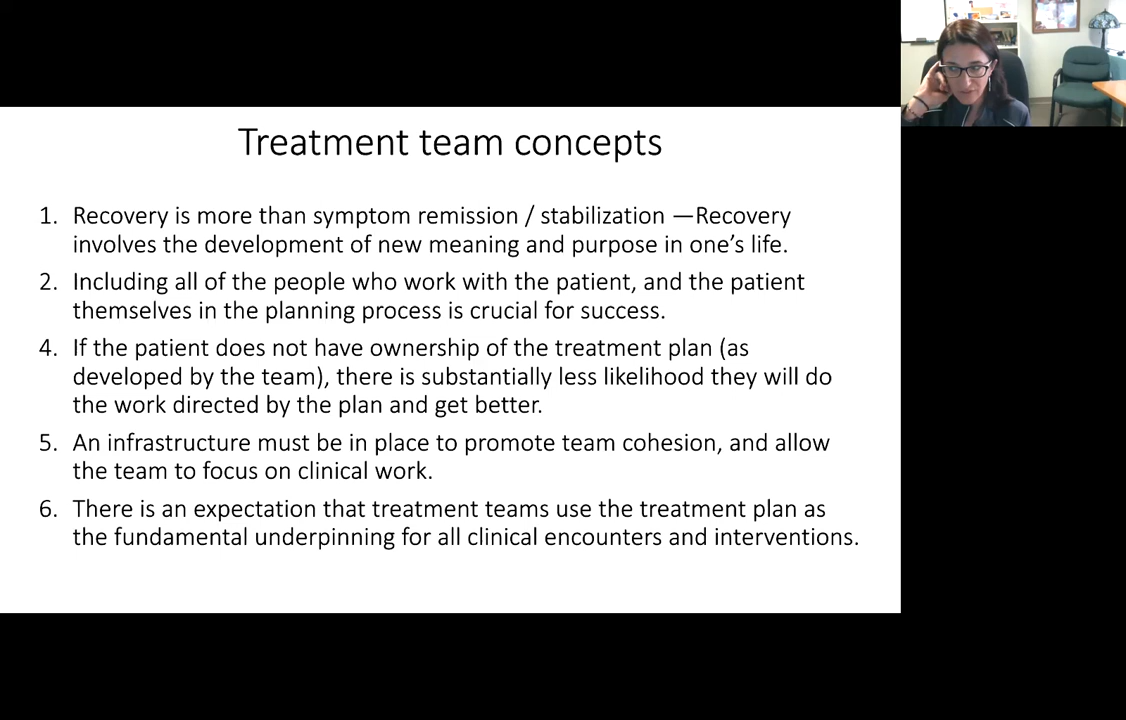 Treatment team concepts
1. Recovery is more than symptom remission / stabilization —Recovery
involves the development of new meaning and purpose in one’s life.
2. Including all of the people who work with the patient, and the patient
themselves in the planning process is crucial for success.
4. If the patient does not have ownership of the treatment plan (as
developed by the team), there is substantially less likelihood they will do
the work directed by the plan and get better.
5. An infrastructure must be in place to promote team cohesion, and allow
the team to focus on clinical work.
6. There is an expectation that treatment teams use the treatment plan as
the fundamental underpinning for all clinical encounters and interventions.